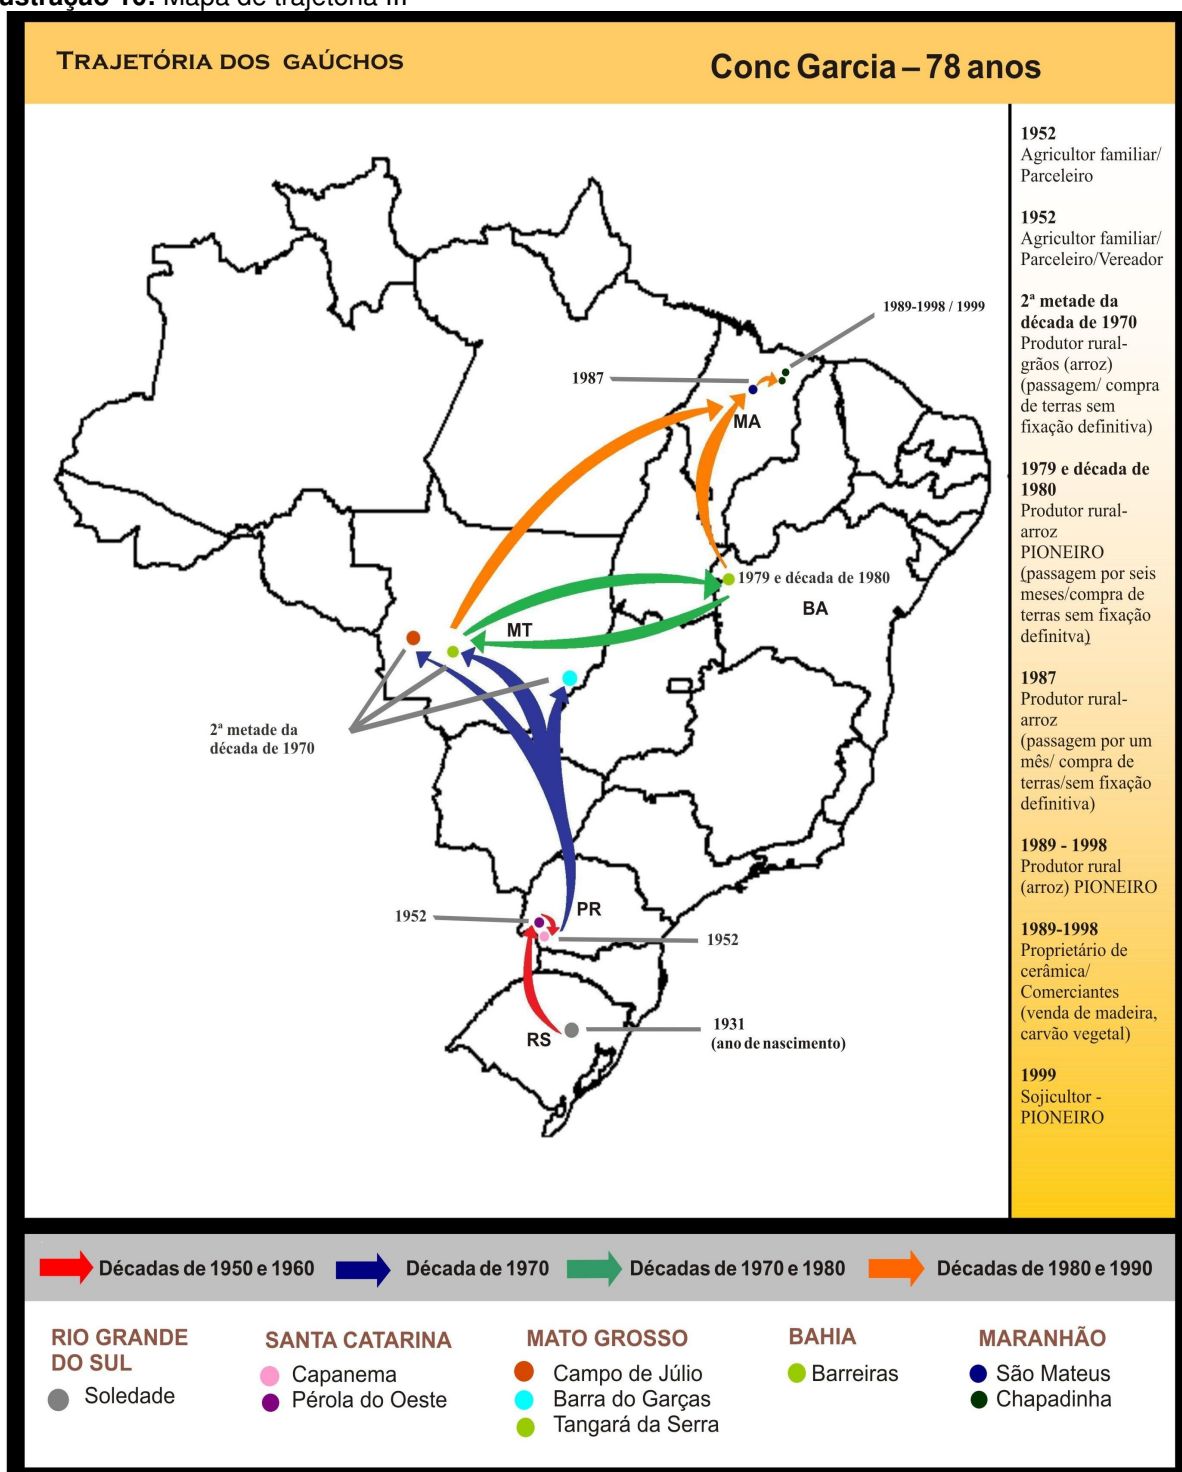 ustração 10: Mapa de trajetória III
TRAJETÓRIA DOS GAÚCHOS
Conc Garcia – 78 anos
1952
Agricultor familiar/
Parceleiro
1952
Agricultor familiar/
Parceleiro/Vereador
2ª metade da
década de 1970
Produtor rural-
grãos (arroz)
(passagem/ compra
de terras sem
fixação definitiva)
1979 e década de
1980
Produtor rural-
arroz
PIONEIRO
(passagem por seis
meses/compra de
terras sem fixação
definitva)
1987
Produtor rural-
arroz
(passagem por um
mês/ compra de
terras/sem fixação
definitiva)
1989 - 1998
Produtor rural
(arroz) PIONEIRO
1989-1998
Proprietário de
cerâmica/
Comerciantes
(venda de madeira,
carvão vegetal)
1999
Sojicultor -
PIONEIRO
1989-1998 / 1999
1987
MA
1979 e década de 1980
BA
MT
2ª metade da
década de 1970
1952
PR
1952
RS
1931
(ano de nascimento)
Décadas de 1950 e 1960
Década de 1970
Décadas de 1970 e 1980
Décadas de 1980 e 1990
RIO GRANDE
DO SUL
Soledade
SANTA CATARINA
Capanema
Pérola do Oeste
MATO GROSSO
Campo de Júlio
Barra do Garças
Tangará da Serra
BAHIA
Barreiras
MARANHÃO
São Mateus
Chapadinha